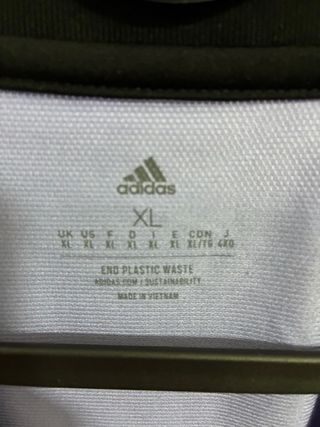 adidas
XL
UK US F D I E CDN J
XL XL XL XL XL XL XL/TG 4XO
END PLASTIC WASTE
ADIDAS.COM / SUSTAINABILITY
MADE IN VIETNAM